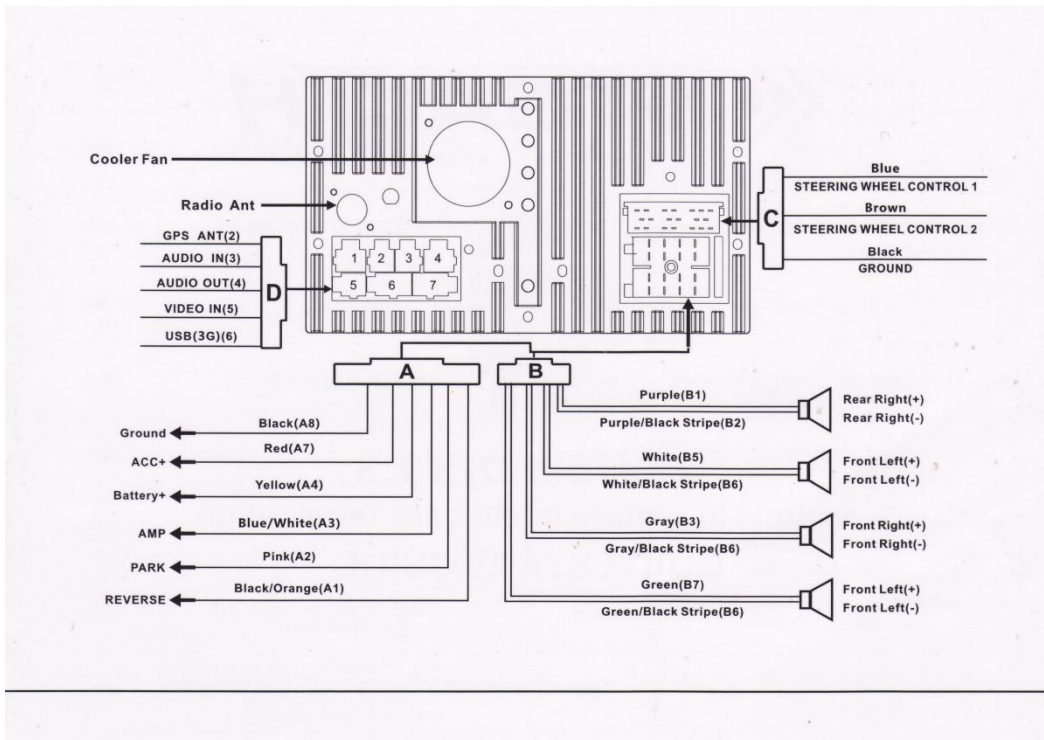 Cooler Fan
Radio Ant
GPS ANT(2)
AUDIO IN(3)
AUDIO OUT(4)
VIDEO IN(5)
USB(3G)(6)
D
1 2 3 4
5 6 7
C
Blue
STEERING WHEEL CONTROL 1
Brown
STEERING WHEEL CONTROL 2
Black
GROUND
A
B
Ground
Black(A8)
ACC+
Red(A7)
Battery+
Yellow(A4)
AMP
Blue/White(A3)
PARK
Pink(A2)
REVERSE
Black/Orange(A1)
Purple(B1)
Purple/Black Stripe(B2)
Rear Right(+)
Rear Right(-)
White(B5)
White/Black Stripe(B6)
Front Left(+)
Front Left(-)
Gray(B3)
Gray/Black Stripe(B6)
Front Right(+)
Front Right(-)
Green(B7)
Green/Black Stripe(B6)
Front Left(+)
Front Left(-)